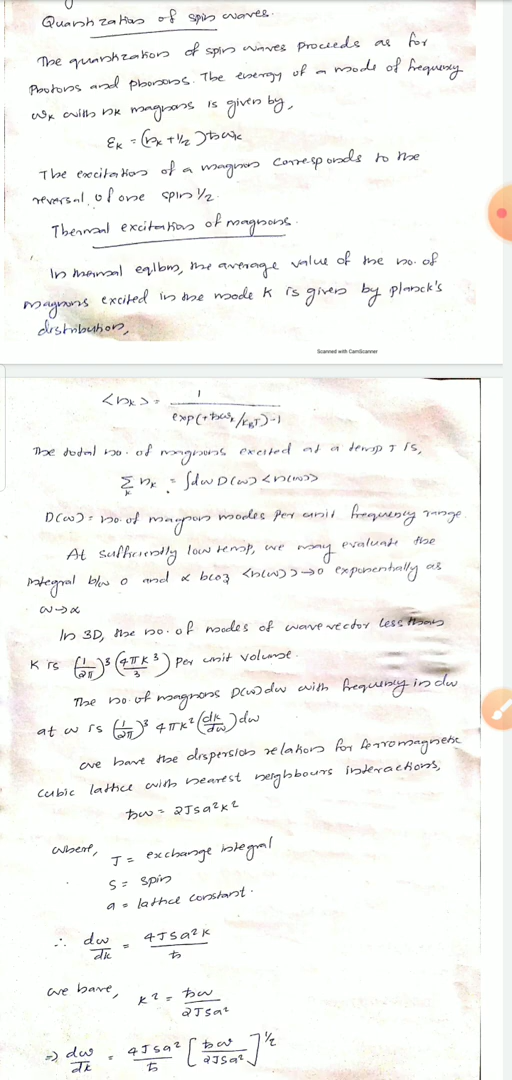 Quantization of spin waves.
The quantization of spin waves proceeds as for
Photons and phonons. The energy of a mode of frequency
ωk with nk magnons is given by,
Ɛk = (nk + 1/2) ħωk
The excitation of a magnon corresponds to the
reversal of one spin 1/2.
Thermal excitation of magnons.
In thermal eqlbm, the average value of the no. of
magnons excited in the mode K is given by planck's
distribution,
Scanned with CamScanner
<nk> = 1 / exp(+ħωk/kBT)-1
The total no. of magnons excited at a temp T is,
Σk nk = ∫dω D(ω) <n(ω)>
D(ω) = no. of magnon modes per unit frequency range
At sufficiently low temp, we may evaluate the
integral b/w 0 and ∝ bcoz <n(ω)> → 0 exponentially as
ω → ∝
In 3D, the no. of modes of wave vector less than
K is (1/2π)³ (4πk³/3) per unit volume.
The no. of magnons D(ω)dω with frequency in dω
at ω is (1/2π)³ 4πk² (dk/dω) dω
we have the dispersion relation for ferromagnetic
cubic lattice with nearest neighbours interactions,
ħω = 2Jsa²k²
where,
J = exchange integral
S = spin
a = lattice constant.
∴ dω/dk = 4JSa²k / ħ
we have, k² = ħω / 2JSa²
⇒ dω/dk = 4Jsa²/ħ [ħω / 2JSa²]^1/2